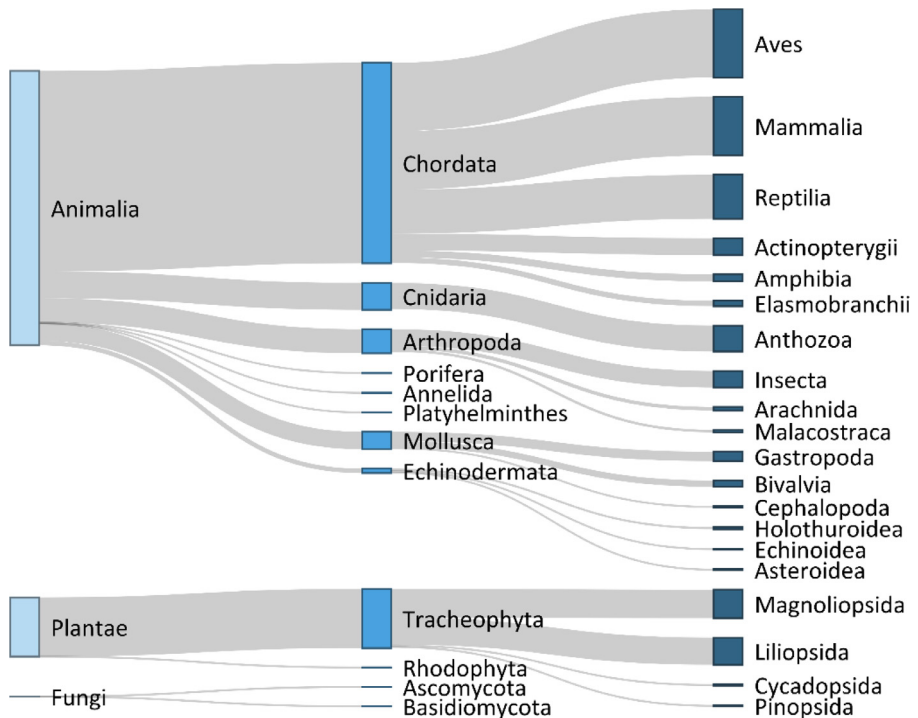 Animalia
Plantae
Fungi
Chordata
Cnidaria
Arthropoda
Porifera
Annelida
Platyhelminthes
Mollusca
Echinodermata
Tracheophyta
Rhodophyta
Ascomycota
Basidiomycota
Aves
Mammalia
Reptilia
Actinopterygii
Amphibia
Elasmobranchii
Anthozoa
Insecta
Arachnida
Malacostraca
Gastropoda
Bivalvia
Cephalopoda
Holothuroidea
Echinoidea
Asteroidea
Magnoliopsida
Liliopsida
Cycadopsida
Pinopsida